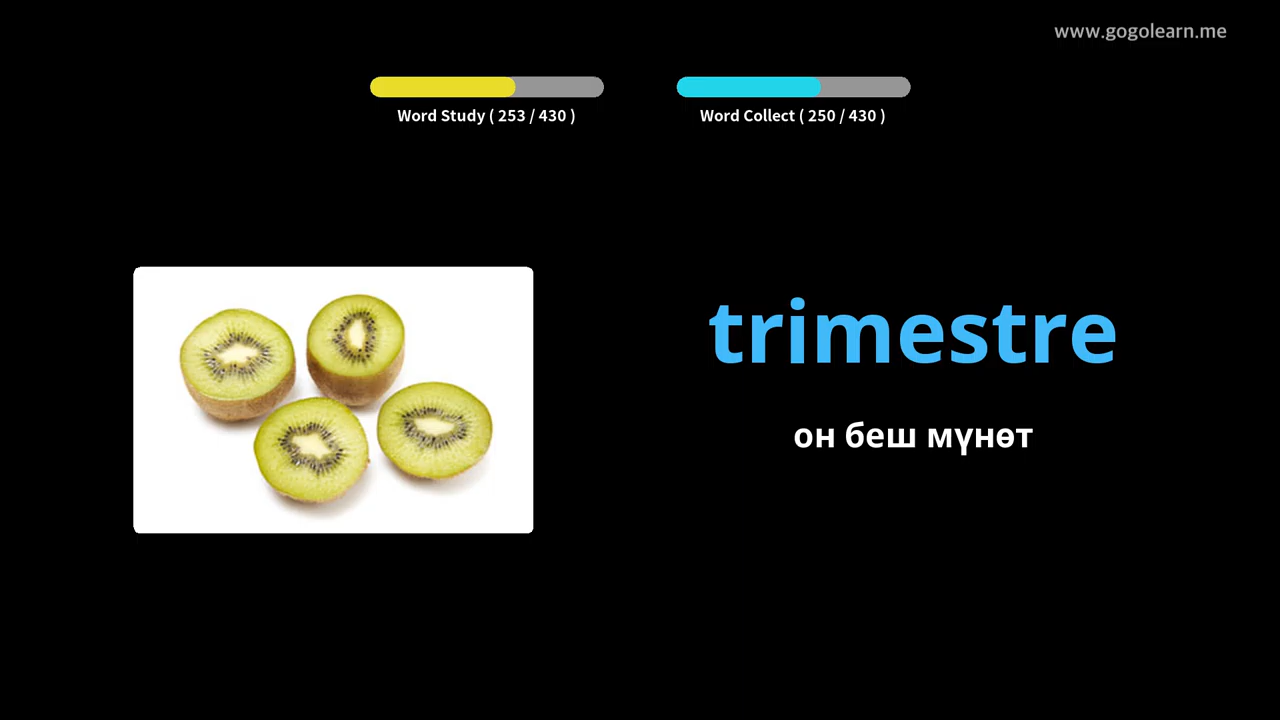 www.gogolearn.me
Word Study ( 253 / 430 )
Word Collect ( 250 / 430 )
trimestre
он беш мүнөт